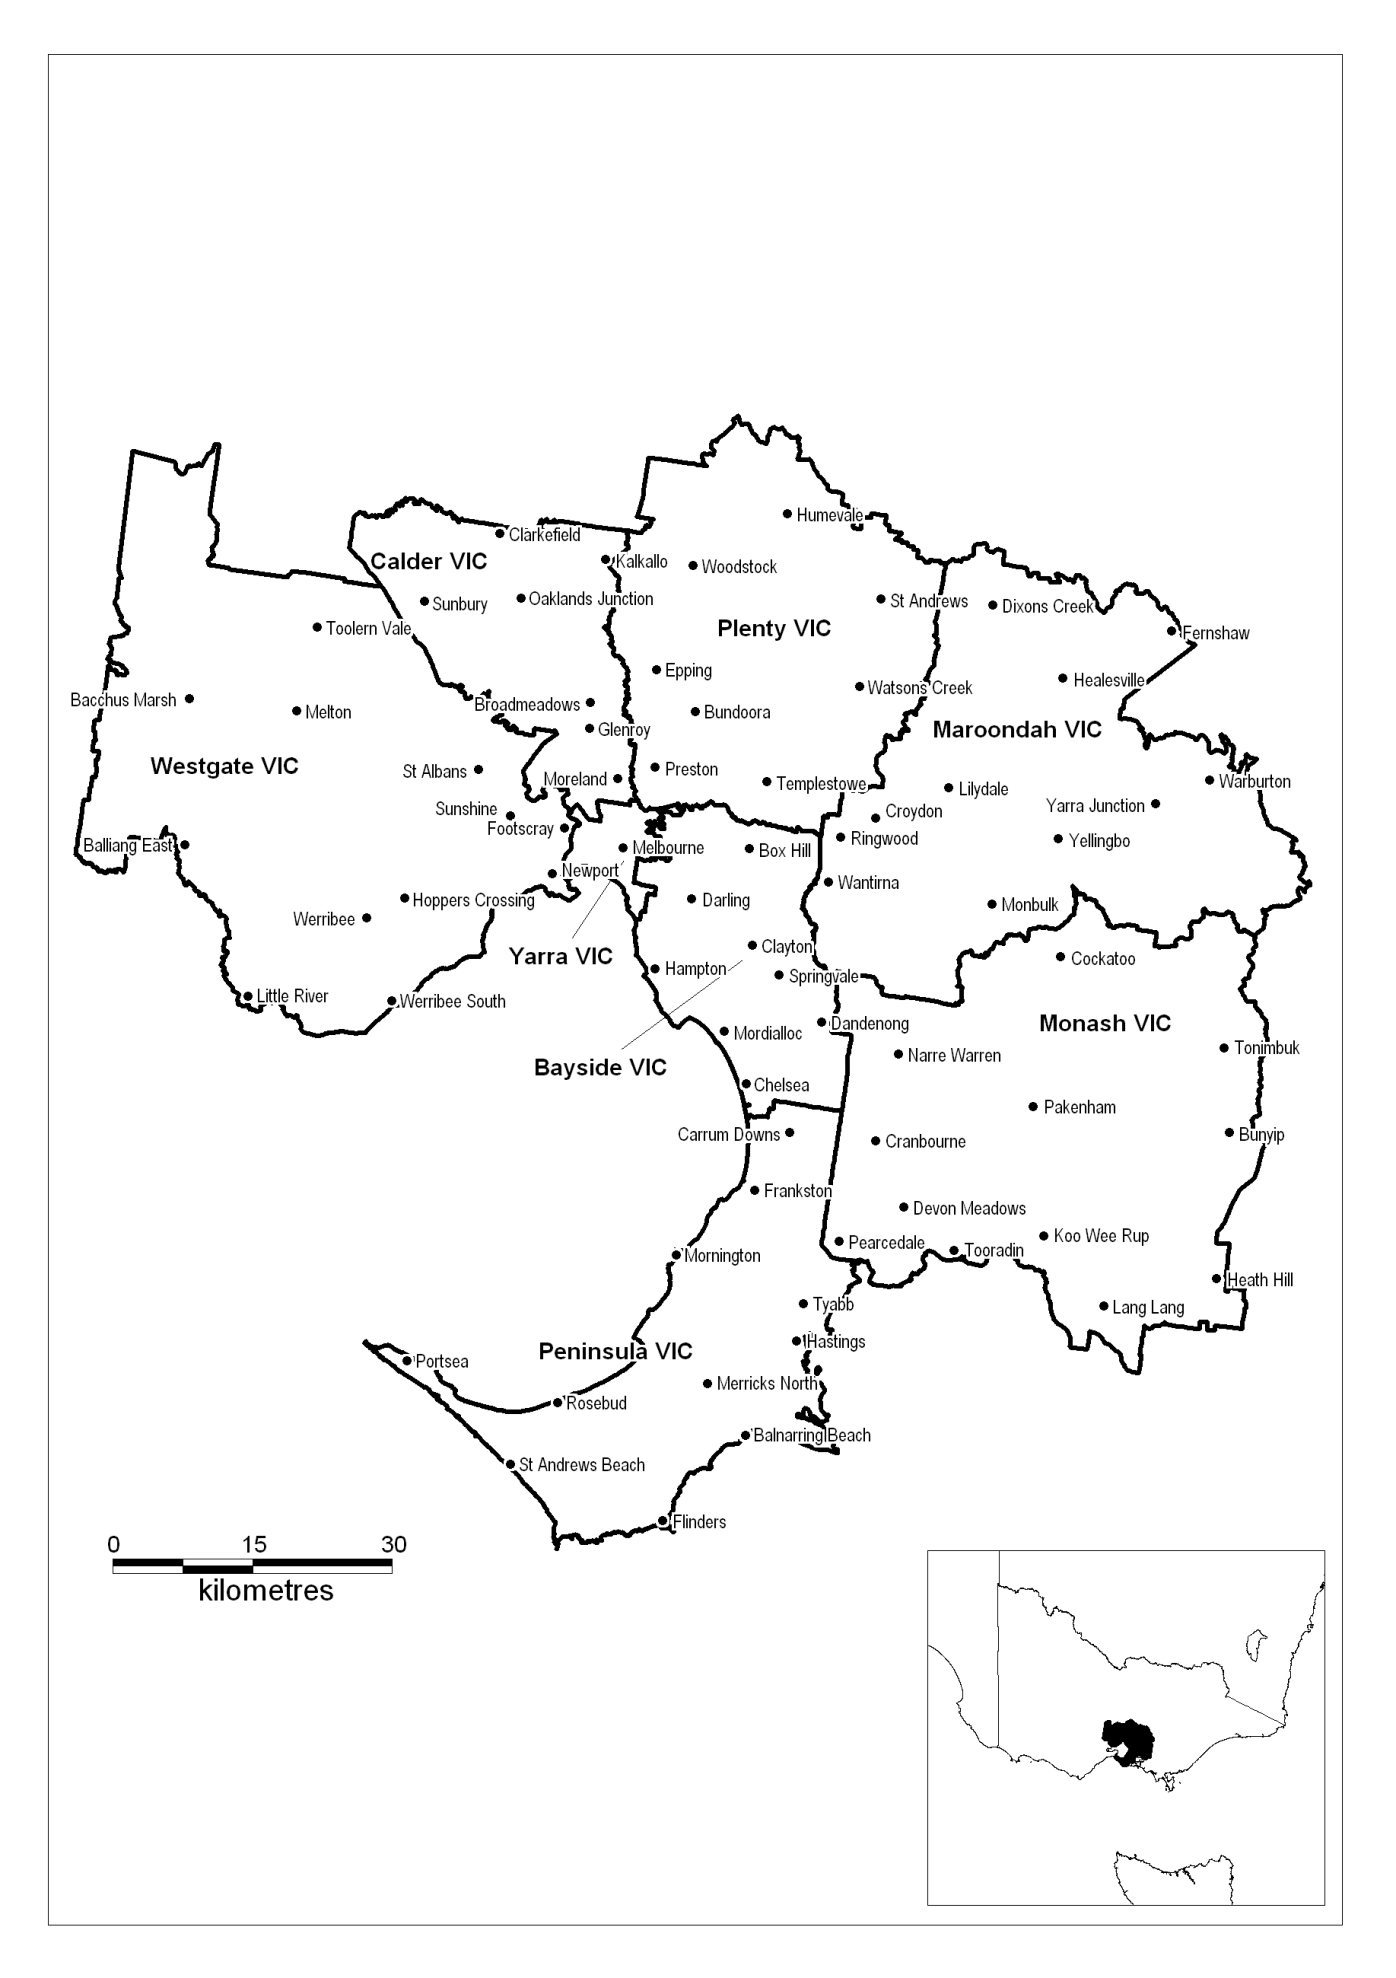 Humevale
Clarkefield
Calder VIC
Kalkallo
Woodstock
Sunbury
Oaklands Junction
St Andrews
Dixons Creek
Toolern Vale
Plenty VIC
Fernshaw
Epping
Healesville
Watsons Creek
Bacchus Marsh
Melton
Broadmeadows
Bundoora
Glenroy
Maroondah VIC
Westgate VIC
St Albans
Moreland
Preston
Templestowe
Lilydale
Warburton
Yarra Junction
Sunshine
Croydon
Footscray
Ringwood
Yellingbo
Balliang East
Melbourne
Box Hill
Newport
Wantirna
Hoppers Crossing
Darling
Monbulk
Werribee
Clayton
Yarra VIC
Cockatoo
Hampton
Springvale
Little River
Werribee South
Dandenong
Monash VIC
Mordialloc
Narre Warren
Tonimbuk
Bayside VIC
Chelsea
Pakenham
Carrum Downs
Cranbourne
Bunyip
Frankston
Devon Meadows
Koo Wee Rup
Pearcedale
Tooradin
Mornington
Heath Hill
Tyabb
Lang Lang
Hastings
Peninsula VIC
Portsea
Merricks North
Rosebud
Balnarring Beach
St Andrews Beach
Flinders
0 15 30
kilometres